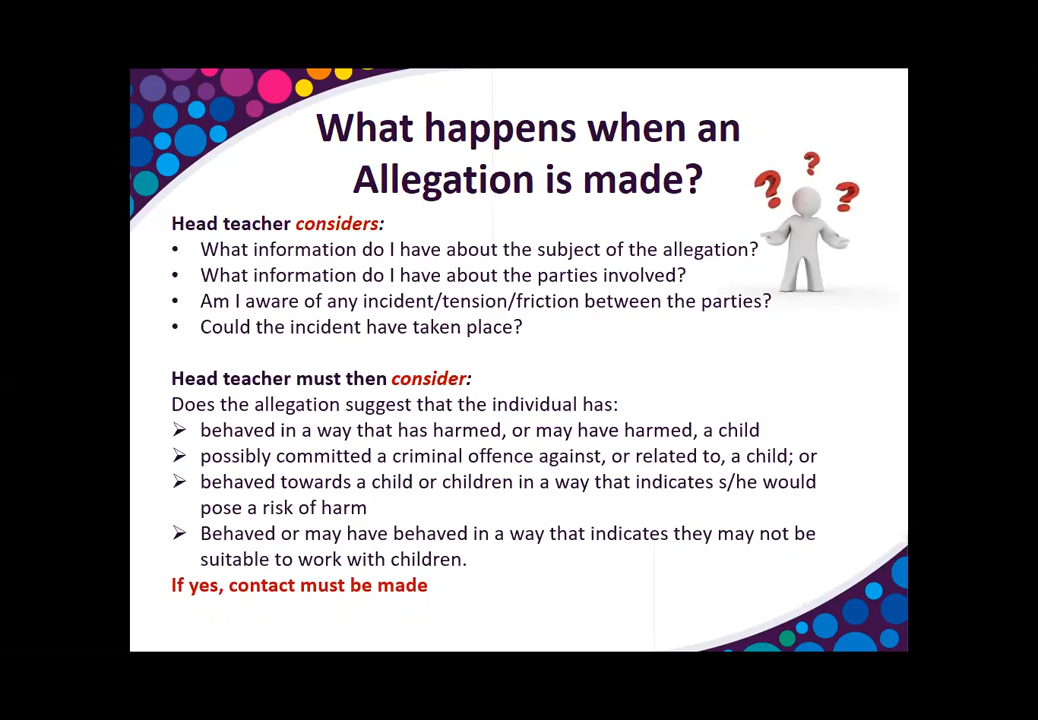 What happens when an
Allegation is made?
Head teacher considers:
• What information do I have about the subject of the allegation?
• What information do I have about the parties involved?
• Am I aware of any incident/tension/friction between the parties?
• Could the incident have taken place?
Head teacher must then consider:
Does the allegation suggest that the individual has:
➢ behaved in a way that has harmed, or may have harmed, a child
➢ possibly committed a criminal offence against, or related to, a child; or
➢ behaved towards a child or children in a way that indicates s/he would
pose a risk of harm
➢ Behaved or may have behaved in a way that indicates they may not be
suitable to work with children.
If yes, contact must be made
? ? ?